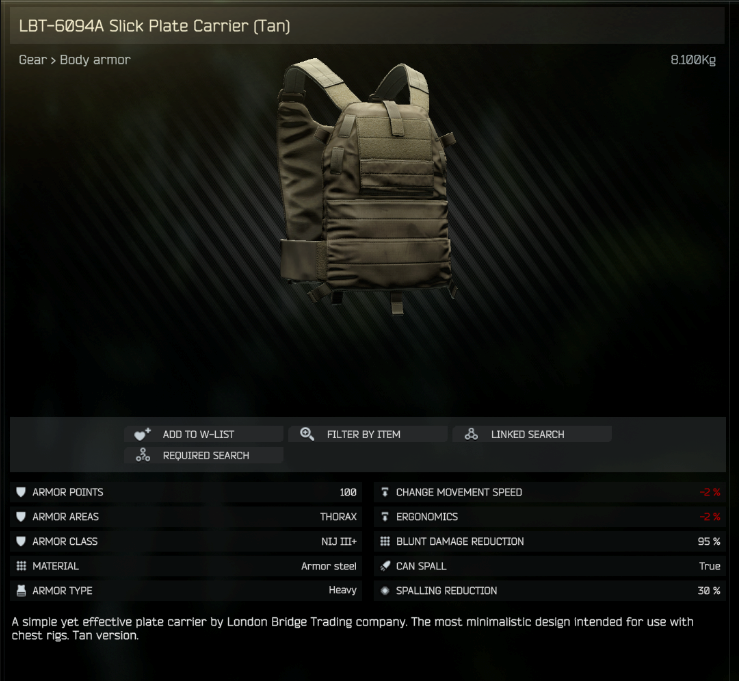 LBT-6094A Slick Plate Carrier (Tan)
Gear > Body armor 8.100Kg
ADD TO W-LIST FILTER BY ITEM LINKED SEARCH
REQUIRED SEARCH
ARMOR POINTS 100 CHANGE MOVEMENT SPEED -2 %
ARMOR AREAS THORAX ERGONOMICS -2 %
ARMOR CLASS NIJ III+ BLUNT DAMAGE REDUCTION 95 %
MATERIAL Armor steel CAN SPALL True
ARMOR TYPE Heavy SPALLING REDUCTION 30 %
A simple yet effective plate carrier by London Bridge Trading company. The most minimalistic design intended for use with
chest rigs. Tan version.